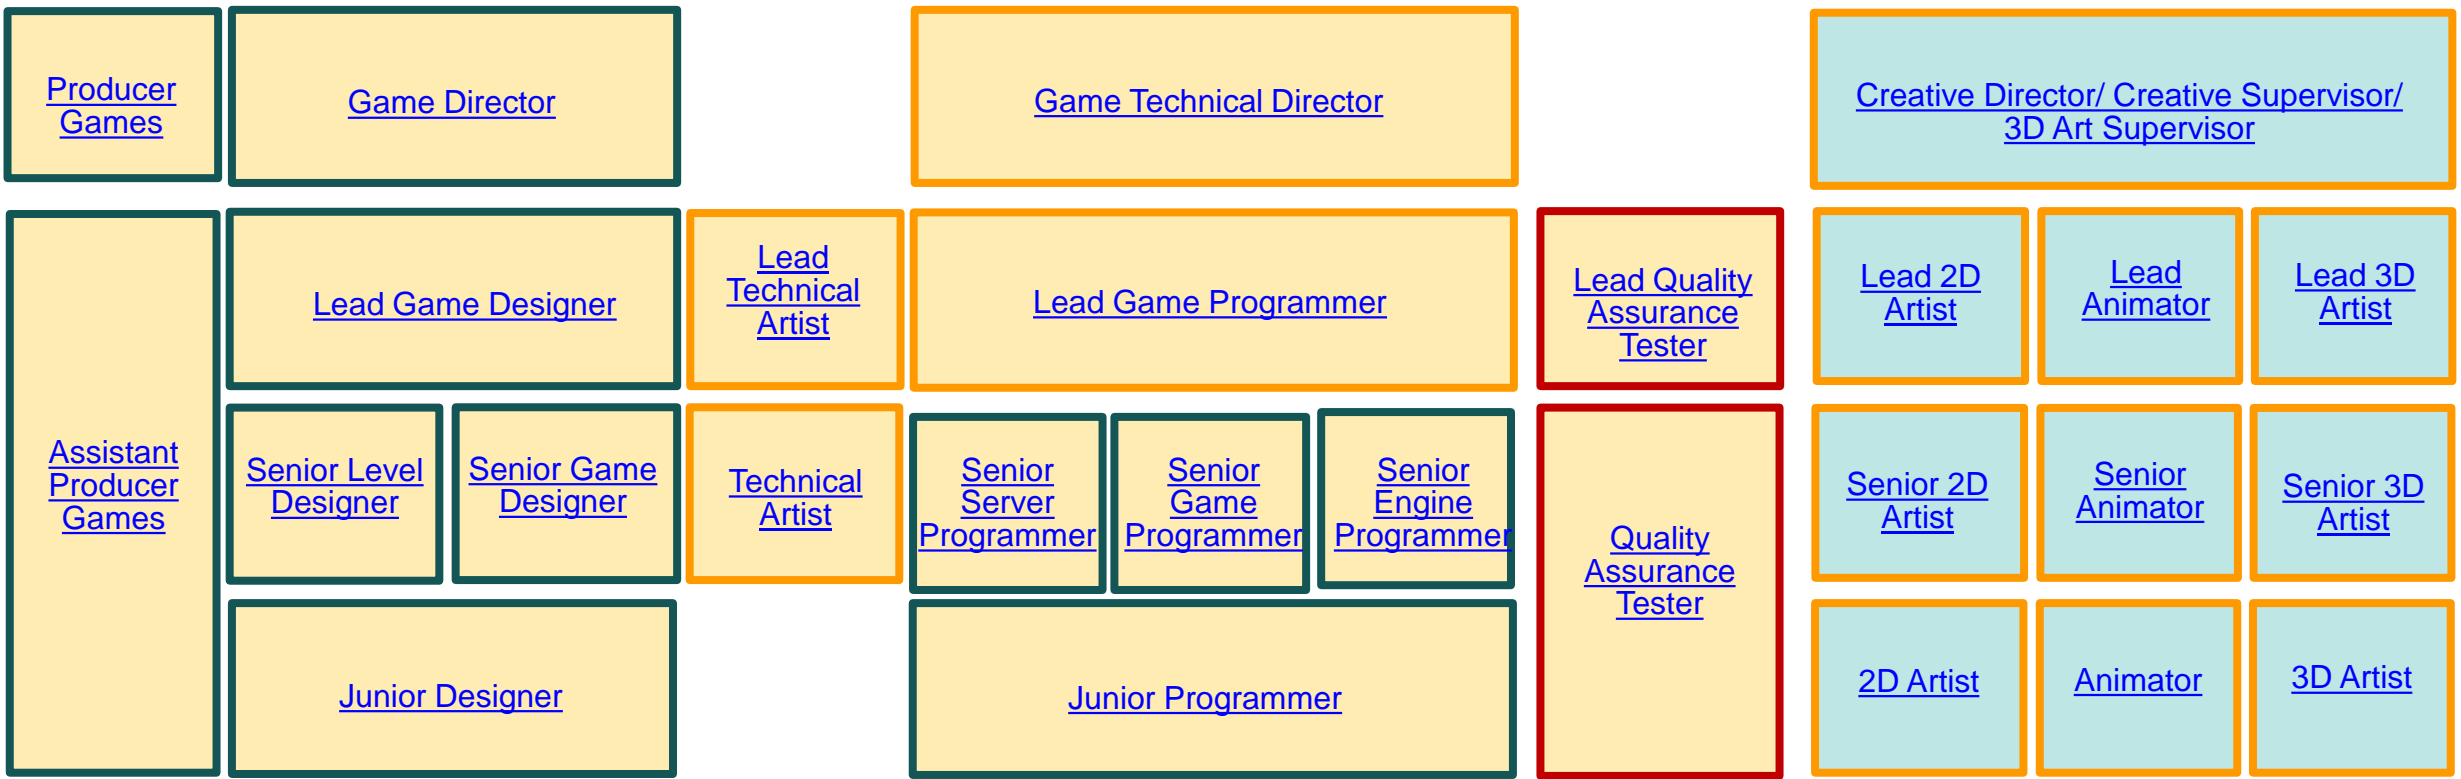 Producer
Games
Game Director
Game Technical Director
Creative Director/ Creative Supervisor/
3D Art Supervisor
Assistant
Producer
Games
Lead Game Designer
Lead
Technical
Artist
Lead Game Programmer
Lead Quality
Assurance
Tester
Lead 2D
Artist
Lead
Animator
Lead 3D
Artist
Senior Level
Designer
Senior Game
Designer
Technical
Artist
Senior
Server
Programmer
Senior
Game
Programmer
Senior
Engine
Programmer
Quality
Assurance
Tester
Senior 2D
Artist
Senior
Animator
Senior 3D
Artist
Junior Designer
Junior Programmer
2D Artist
Animator
3D Artist